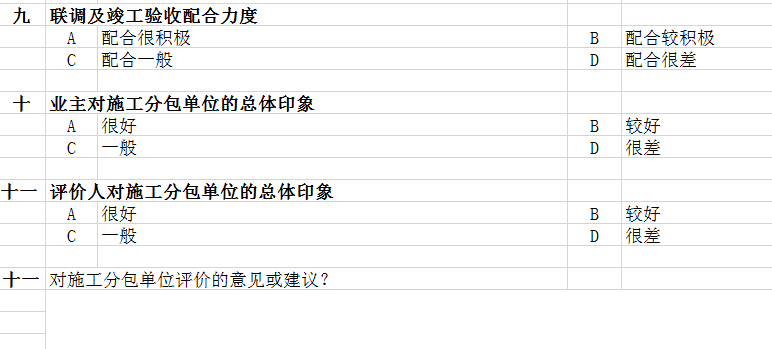 九 联调及竣工验收配合力度
A 配合很积极 B 配合较积极
C 配合一般 D 配合很差
十 业主对施工分包单位的总体印象
A 很好 B 较好
C 一般 D 很差
十一 评价人对施工分包单位的总体印象
A 很好 B 较好
C 一般 D 很差
十一 对施工分包单位评价的意见或建议？